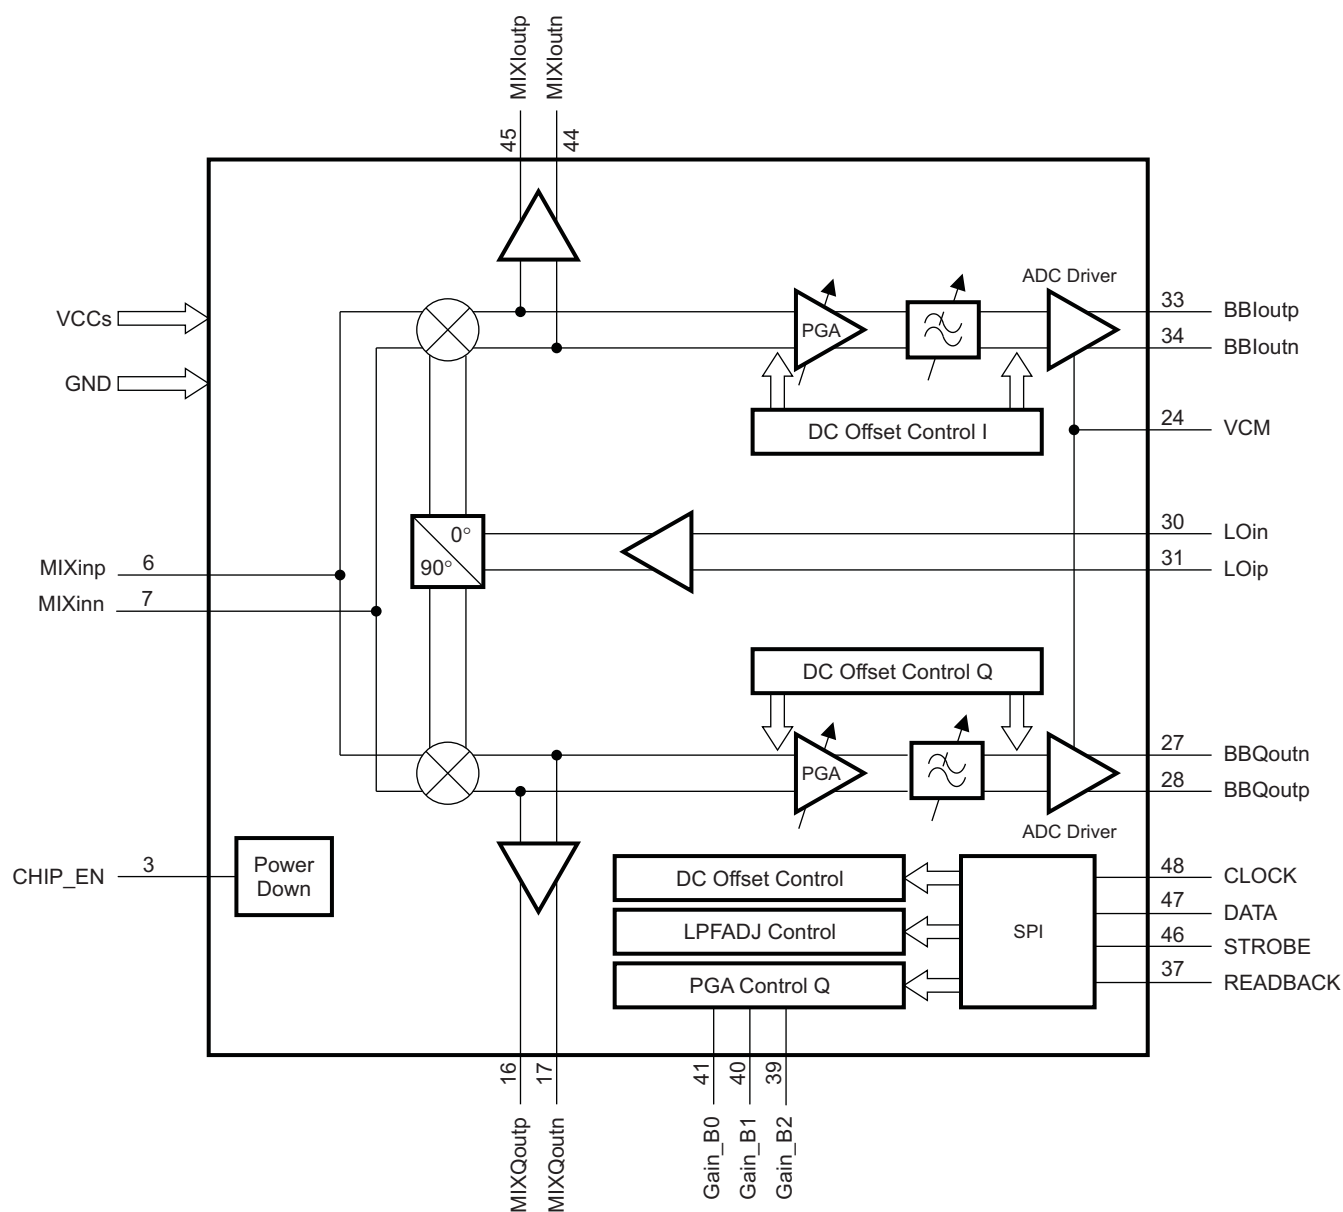 MIXIoutp
MIXIoutn
45
44
ADC Driver
33
BBIoutp
VCCs
PGA
34
BBIoutn
GND
DC Offset Control I
24
VCM
30
LOin
0°
90°
31
LOip
MIXinp
6
MIXinn
7
DC Offset Control Q
27
BBQoutn
PGA
28
BBQoutp
ADC Driver
CHIP_EN
3
Power
Down
DC Offset Control
48
CLOCK
47
DATA
LPFADJ Control
SPI
46
STROBE
PGA Control Q
37
READBACK
16
17
41
40
39
MIXQoutp
MIXQoutn
Gain_B0
Gain_B1
Gain_B2